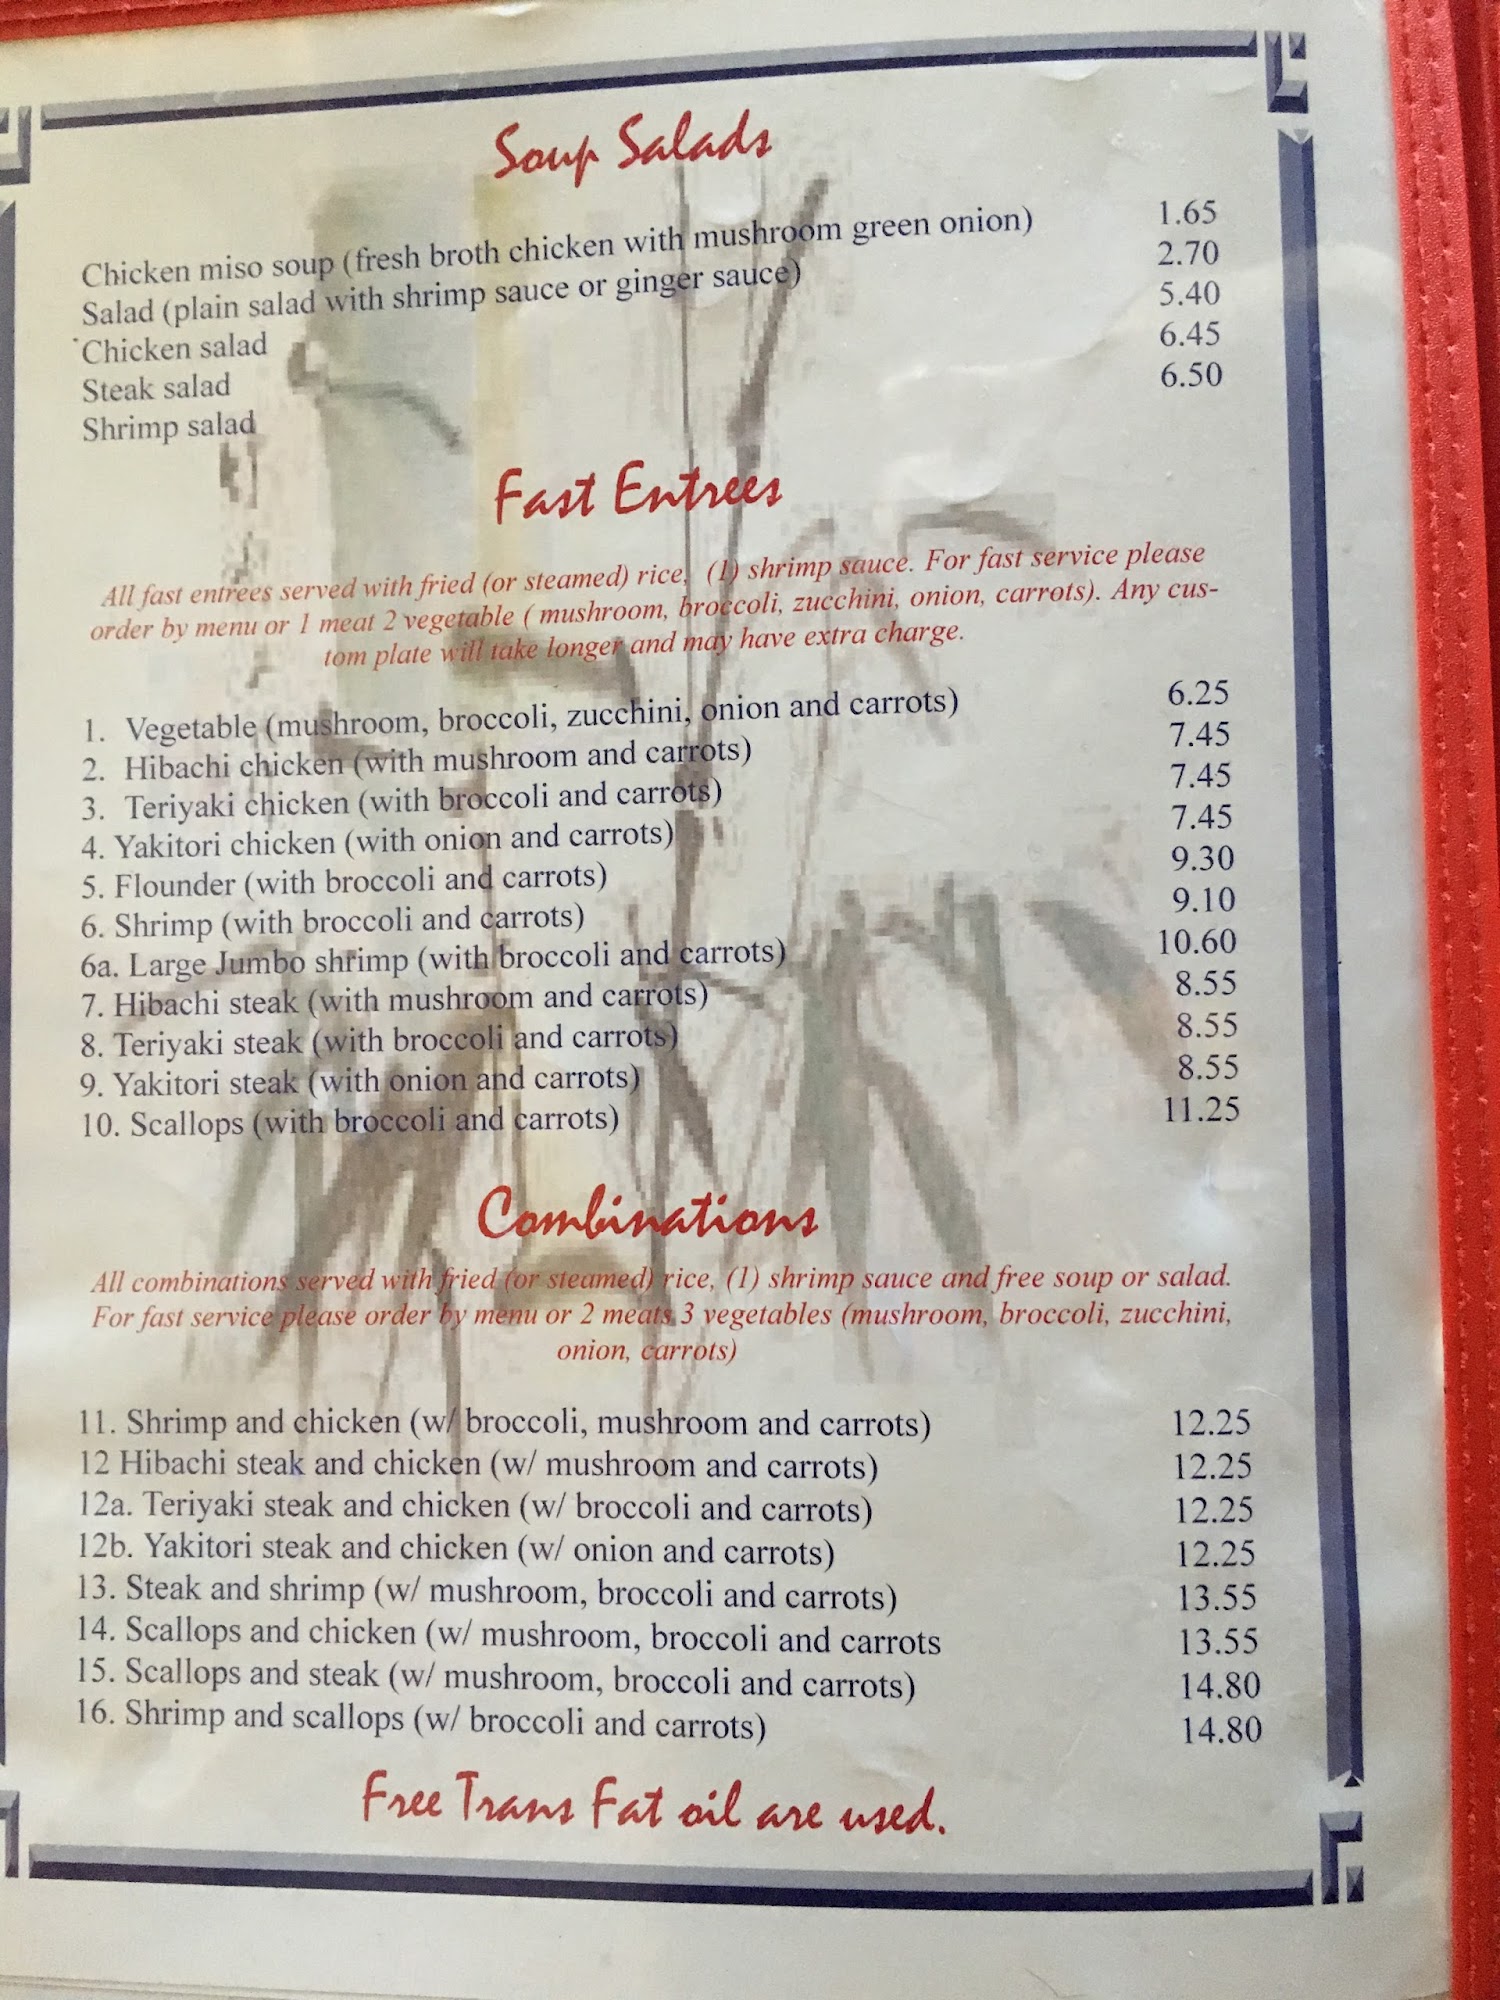 Soup Salads
Chicken miso soup (fresh broth chicken with mushroom green onion) 1.65
Salad (plain salad with shrimp sauce or ginger sauce) 2.70
Chicken salad 5.40
Steak salad 6.45
Shrimp salad 6.50
Fast Entrees
All fast entrees served with fried (or steamed) rice, (1) shrimp sauce. For fast service please
order by menu or 1 meat 2 vegetable ( mushroom, broccoli, zucchini, onion, carrots). Any cus-
tom plate will take longer and may have extra charge.
1. Vegetable (mushroom, broccoli, zucchini, onion and carrots) 6.25
2. Hibachi chicken (with mushroom and carrots) 7.45
3. Teriyaki chicken (with broccoli and carrots) 7.45
4. Yakitori chicken (with onion and carrots) 7.45
5. Flounder (with broccoli and carrots) 9.30
6. Shrimp (with broccoli and carrots) 9.10
6a. Large Jumbo shrimp (with broccoli and carrots) 10.60
7. Hibachi steak (with mushroom and carrots) 8.55
8. Teriyaki steak (with broccoli and carrots) 8.55
9. Yakitori steak (with onion and carrots) 8.55
10. Scallops (with broccoli and carrots) 11.25
Combinations
All combinations served with fried (or steamed) rice, (1) shrimp sauce and free soup or salad.
For fast service please order by menu or 2 meats 3 vegetables (mushroom, broccoli, zucchini,
onion, carrots)
11. Shrimp and chicken (w/ broccoli, mushroom and carrots) 12.25
12 Hibachi steak and chicken (w/ mushroom and carrots) 12.25
12a. Teriyaki steak and chicken (w/ broccoli and carrots) 12.25
12b. Yakitori steak and chicken (w/ onion and carrots) 12.25
13. Steak and shrimp (w/ mushroom, broccoli and carrots) 13.55
14. Scallops and chicken (w/ mushroom, broccoli and carrots 13.55
15. Scallops and steak (w/ mushroom, broccoli and carrots) 14.80
16. Shrimp and scallops (w/ broccoli and carrots) 14.80
Free Trans Fat oil are used.